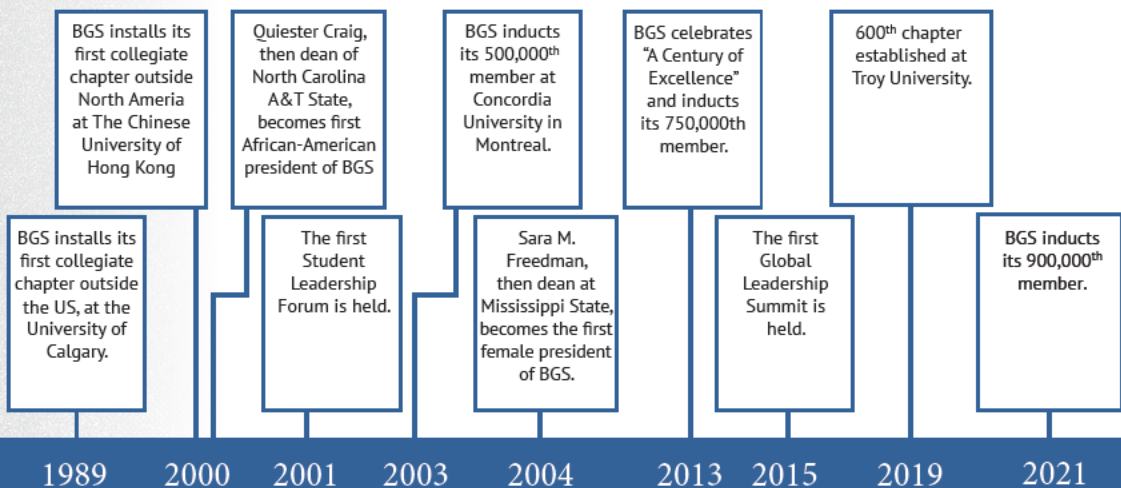 BGS installs its
first collegiate
chapter outside
North Ameria
at The Chinese
University of
Hong Kong
Quiester Craig,
then dean of
North Carolina
A&T State,
becomes first
African-American
president of BGS
BGS inducts
its 500,000th
member at
Concordia
University in
Montreal.
BGS celebrates
“A Century of
Excellence”
and inducts
its 750,000th
member.
600th chapter
established at
Troy University.
BGS installs its
first collegiate
chapter outside
the US, at the
University of
Calgary.
The first
Student
Leadership
Forum is held.
Sara M.
Freedman,
then dean at
Mississippi State,
becomes the first
female president
of BGS.
The first
Global
Leadership
Summit is
held.
BGS inducts
its 900,000th
member.
1989 2000 2001 2003 2004 2013 2015 2019 2021